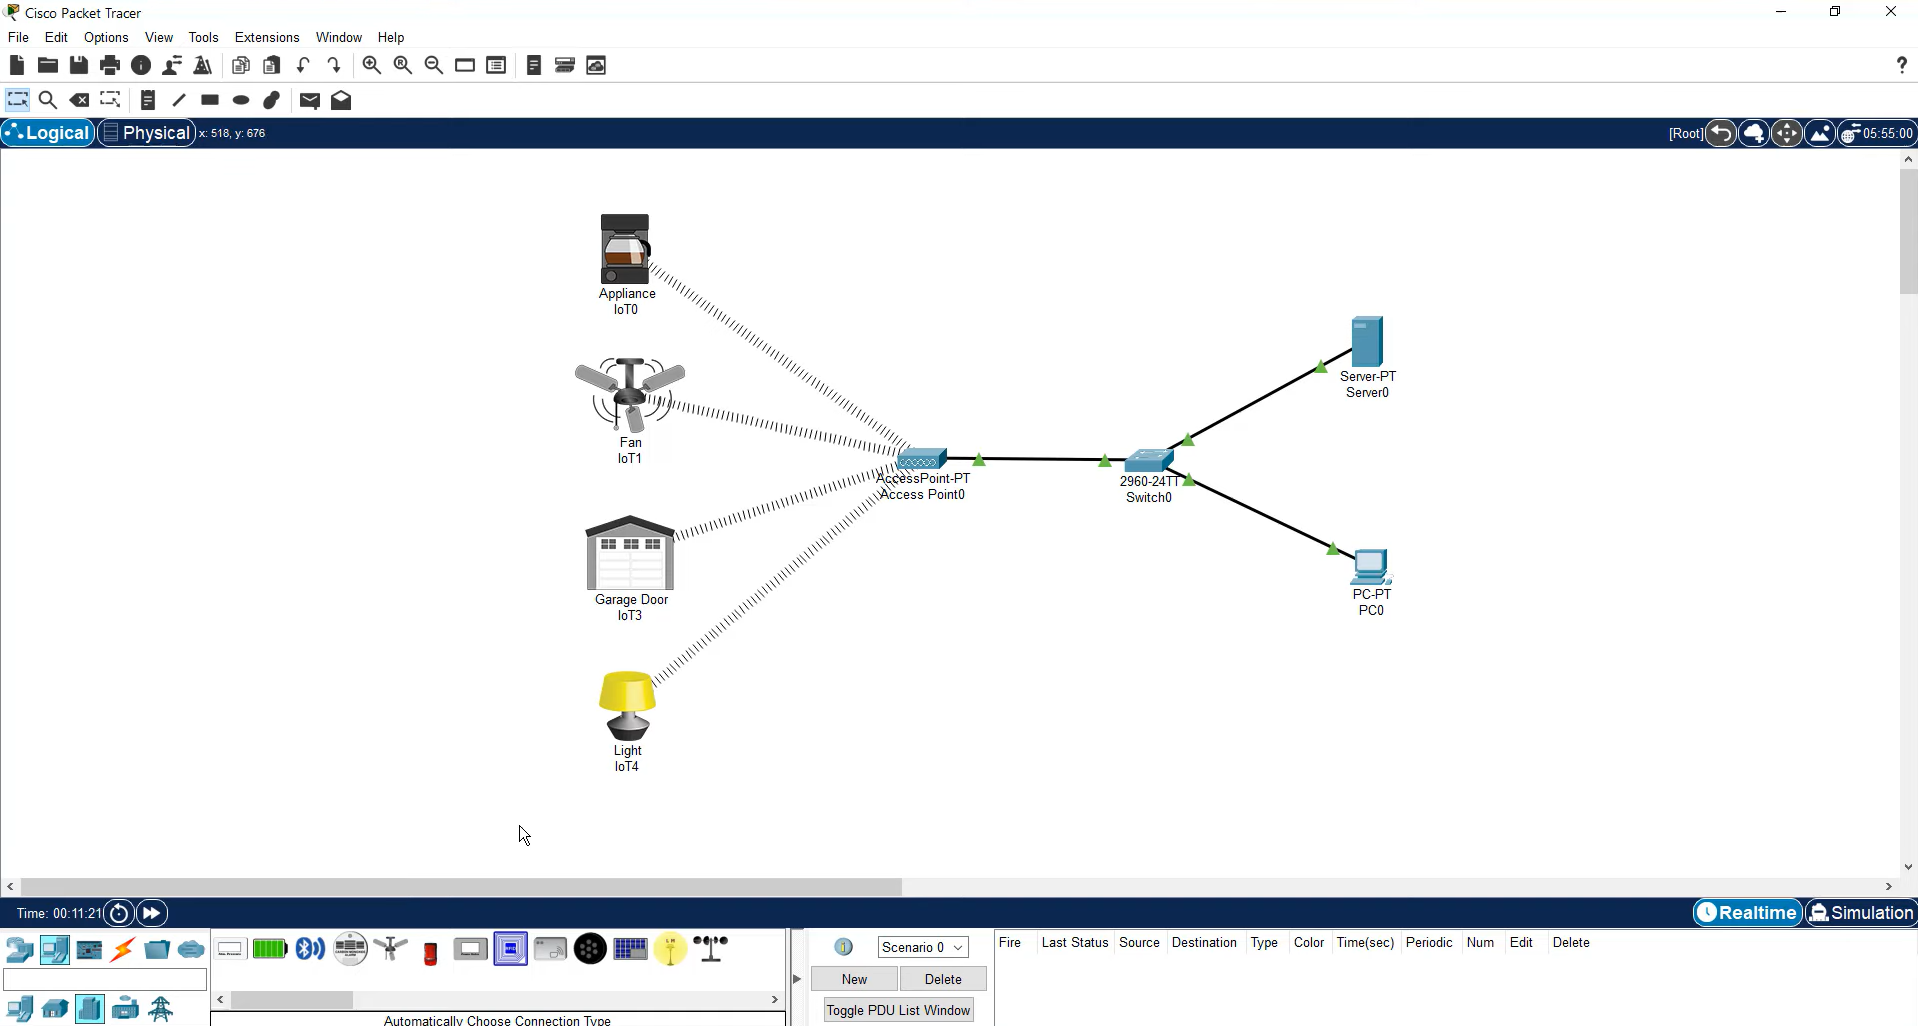 Cisco Packet Tracer
File Edit Options View Tools Extensions Window Help
?
Logical Physical x: 518, y: 676 [Root] 05:55:00
Appliance
IoT0
Fan
IoT1
Garage Door
IoT3
Light
IoT4
AccessPoint-PT
Access Point0
2960-24TT
Switch0
Server-PT
Server0
PC-PT
PC0
Time: 00:11:21 Realtime Simulation
Scenario 0
New Delete
Toggle PDU List Window
Fire Last Status Source Destination Type Color Time(sec) Periodic Num Edit Delete
Automatically Choose Connection Type